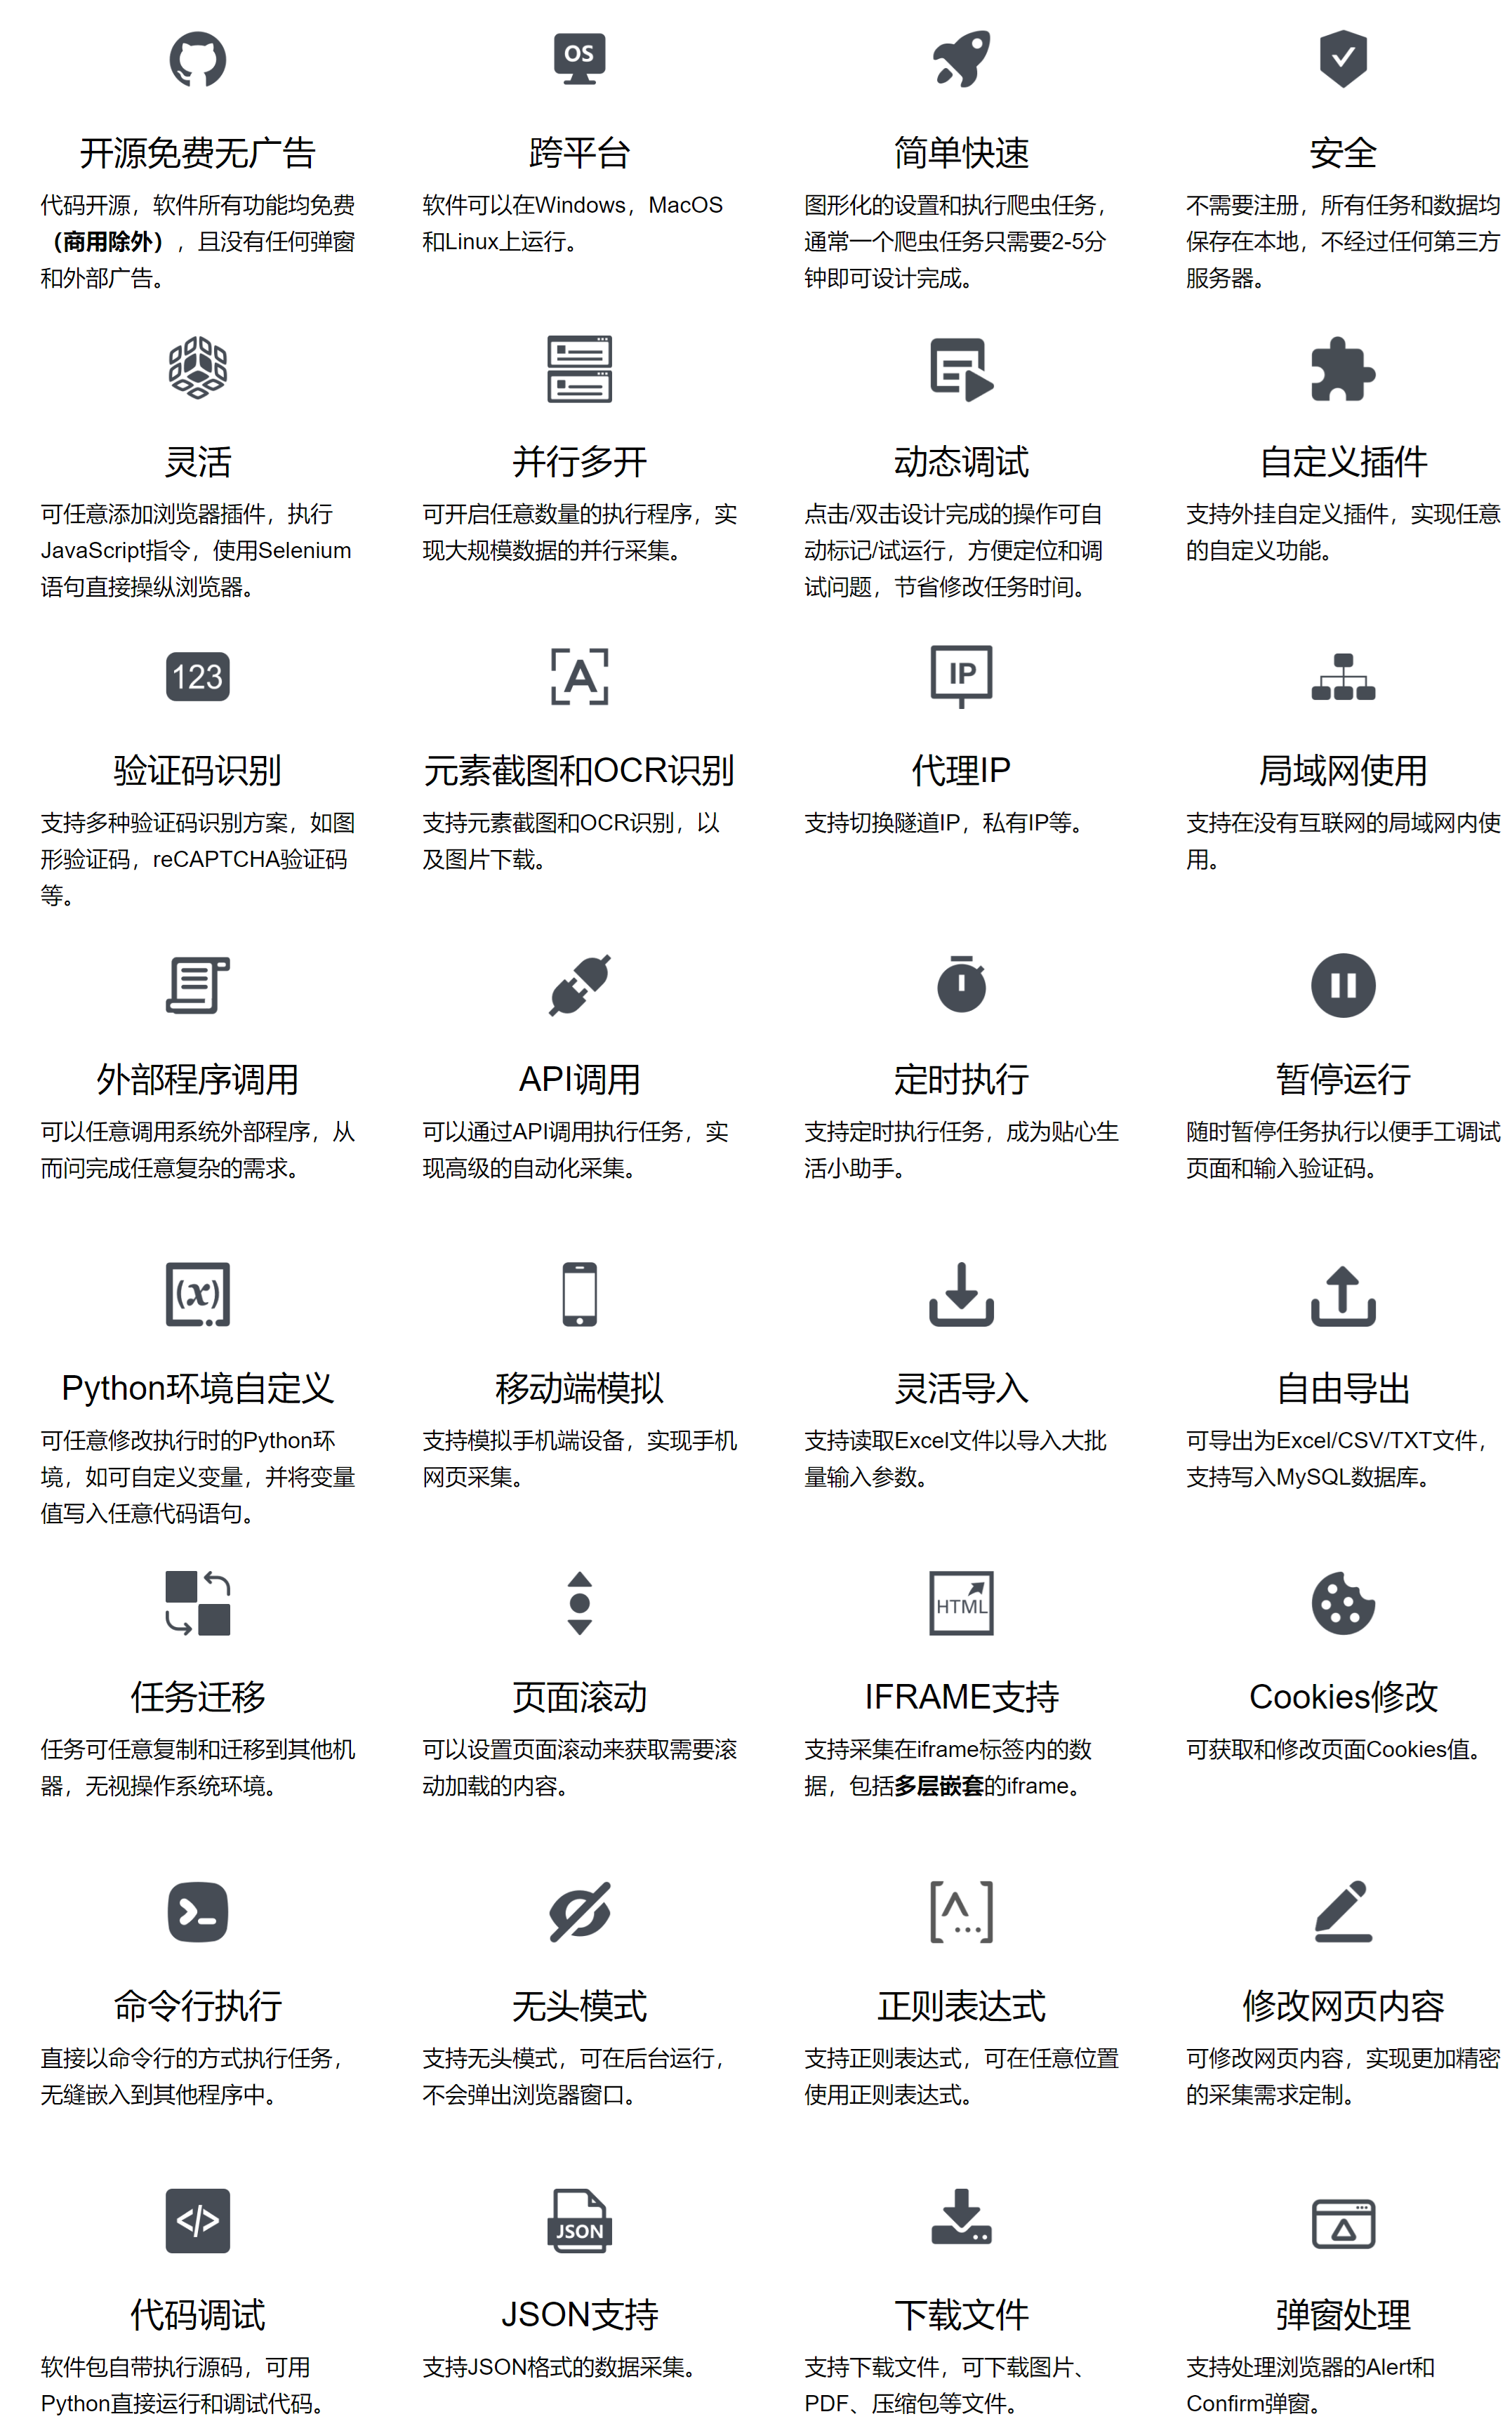 OS
开源免费无广告
代码开源，软件所有功能均免费
（商用除外），且没有任何弹窗
和外部广告。
跨平台
软件可以在Windows，MacOS
和Linux上运行。
简单快速
图形化的设置和执行爬虫任务，
通常一个爬虫任务只需要2-5分
钟即可设计完成。
安全
不需要注册，所有任务和数据均
保存在本地，不经过任何第三方
服务器。
灵活
可任意添加浏览器插件，执行
JavaScript指令，使用Selenium
语句直接操纵浏览器。
并行多开
可开启任意数量的执行程序，实
现大规模数据的并行采集。
动态调试
点击/双击设计完成的操作可自
动标记/试运行，方便定位和调
试问题，节省修改任务时间。
自定义插件
支持外挂自定义插件，实现任意
的自定义功能。
123
A
IP
验证码识别
支持多种验证码识别方案，如图
形验证码，reCAPTCHA验证码
等。
元素截图和OCR识别
支持元素截图和OCR识别，以
及图片下载。
代理IP
支持切换隧道IP，私有IP等。
局域网使用
支持在没有互联网的局域网内使
用。
外部程序调用
可以任意调用系统外部程序，从
而问完成任意复杂的需求。
API调用
可以通过API调用执行任务，实
现高级的自动化采集。
定时执行
支持定时执行任务，成为贴心生
活小助手。
暂停运行
随时暂停任务执行以便手工调试
页面和输入验证码。
(x)
Python环境自定义
可任意修改执行时的Python环
境，如可自定义变量，并将变量
值写入任意代码语句。
移动端模拟
支持模拟手机端设备，实现手机
网页采集。
灵活导入
支持读取Excel文件以导入大批
量输入参数。
自由导出
可导出为Excel/CSV/TXT文件，
支持写入MySQL数据库。
HTML
任务迁移
任务可任意复制和迁移到其他机
器，无视操作系统环境。
页面滚动
可以设置页面滚动来获取需要滚
动加载的内容。
IFRAME支持
支持采集在iframe标签内的数
据，包括多层嵌套的iframe。
Cookies修改
可获取和修改页面Cookies值。
[^...]
命令行执行
直接以命令行的方式执行任务，
无缝嵌入到其他程序中。
无头模式
支持无头模式，可在后台运行，
不会弹出浏览器窗口。
正则表达式
支持正则表达式，可在任意位置
使用正则表达式。
修改网页内容
可修改网页内容，实现更加精密
的采集需求定制。
</>
JSON
代码调试
软件包自带执行源码，可用
Python直接运行和调试代码。
JSON支持
支持JSON格式的数据采集。
下载文件
支持下载文件，可下载图片、
PDF、压缩包等文件。
弹窗处理
支持处理浏览器的Alert和
Confirm弹窗。